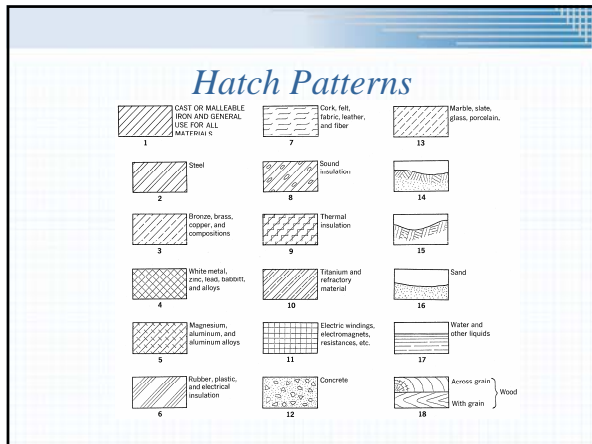 Hatch Patterns
CAST OR MALLEABLE
IRON AND GENERAL
USE FOR ALL
MATERIALS
1
Steel
2
Bronze, brass,
copper, and
compositions
3
White metal,
zinc, lead, babbitt,
and alloys
4
Magnesium,
aluminum, and
aluminum alloys
5
Rubber, plastic,
and electrical
insulation
6
Cork, felt,
fabric, leather,
and fiber
7
Sound
insulation
8
Thermal
insulation
9
Titanium and
refractory
material
10
Electric windings,
electromagnets,
resistances, etc.
11
Concrete
12
Marble, slate,
glass, porcelain,
13
14
15
Sand
16
Water and
other liquids
17
Across grain
Wood
With grain
18